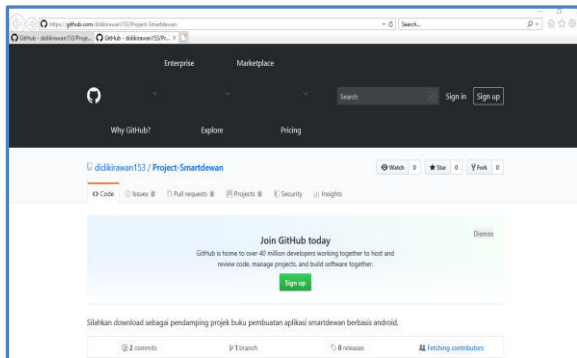 https://github.com/didikirawan153/Project-Smartdewan
Search...
GitHub - didikirawan153/Proje...
GitHub - didikirawan153/Pr...
Enterprise
Marketplace
Search
Sign in
Sign up
Why GitHub?
Explore
Pricing
didikirawan153 / Project-Smartdewan
Watch 0
Star 0
Fork 0
Code
Issues 0
Pull requests 0
Projects 0
Security
Insights
Join GitHub today
Dismiss
GitHub is home to over 40 million developers working together to host and
review code, manage projects, and build software together.
Sign up
Silahkan download sebagai pendamping projek buku pembuatan aplikasi smartdewan berbasis android.
2 commits
1 branch
0 releases
Fetching contributors